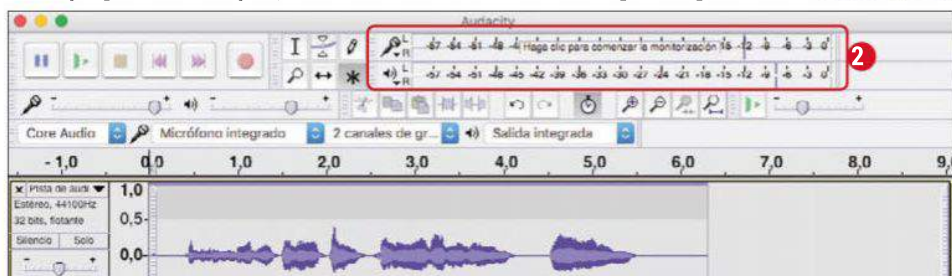 Audacity
L R -57 -54 -51 -48 -4 Haga clic para comenzar la monitorización 15 -12 -9 -6 -3 0
2
L R -57 -54 -51 -48 -45 -42 -39 -36 -33 -30 -27 -24 -21 -18 -15 -12 -9 -6 -3 0
Core Audio Micrófono integrado 2 canales de gr... Salida integrada
- 1,0 0,0 1,0 2,0 3,0 4,0 5,0 6,0 7,0 8,0 9,
x Pista de audi 1,0
Estéreo, 44100Hz
32 bits, flotante
0,5-
Silencio Solo
0,0-
- +